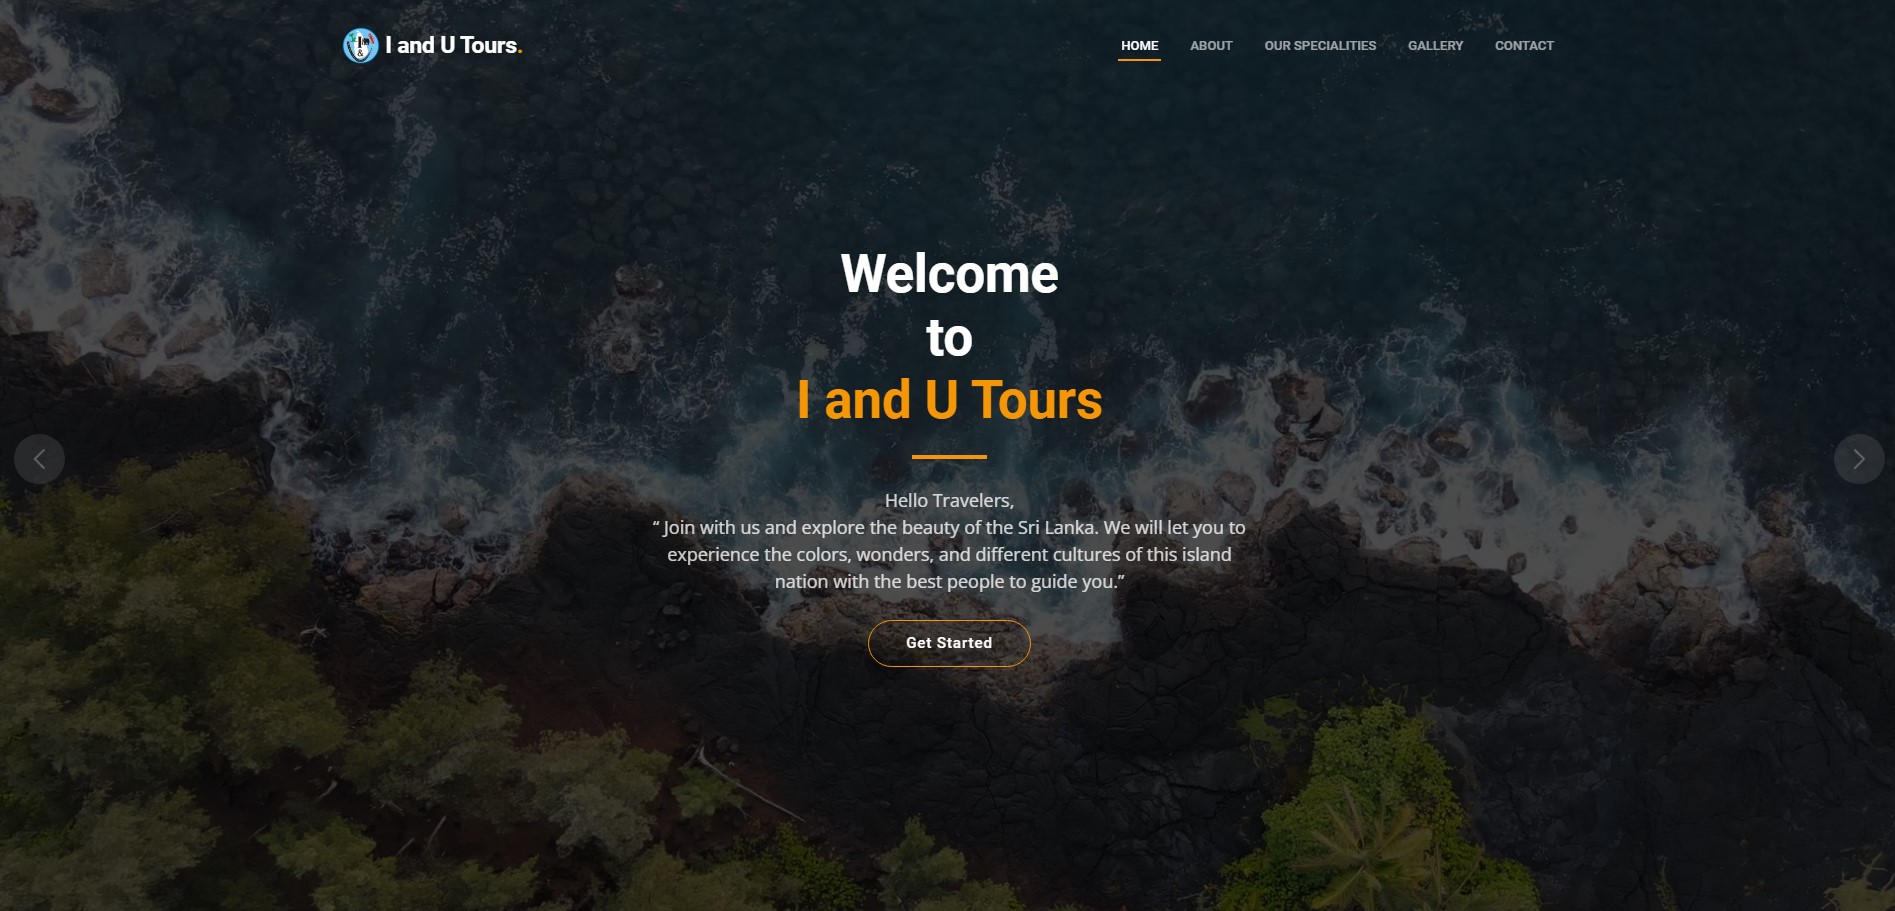 I and U Tours.
HOME
ABOUT
OUR SPECIALITIES
GALLERY
CONTACT
Welcome
to
I and U Tours
Hello Travelers,
“ Join with us and explore the beauty of the Sri Lanka. We will let you to
experience the colors, wonders, and different cultures of this island
nation with the best people to guide you.”
Get Started